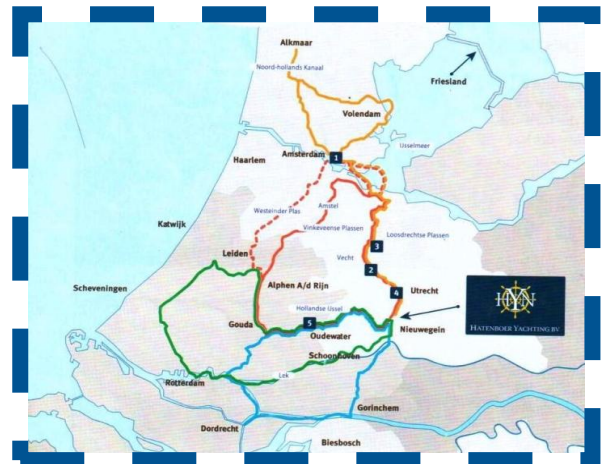 Alkmaar
Noord-hollands Kanaal
Friesland
Volendam
IJsselmeer
Amsterdam
1
Haarlem
Westeinder Plas
Amstel
Katwijk
Vinkeveense Plassen
Loosdrechtse Plassen
3
Leiden
Vecht
2
Scheveningen
Alphen A/d Rijn
4
Utrecht
HYN
HATENBOER YACHTING BV
Hollandse IJssel
Gouda
5
Nieuwegein
Oudewater
Schoonhoven
Rotterdam
Lek
Gorinchem
Dordrecht
Biesbosch